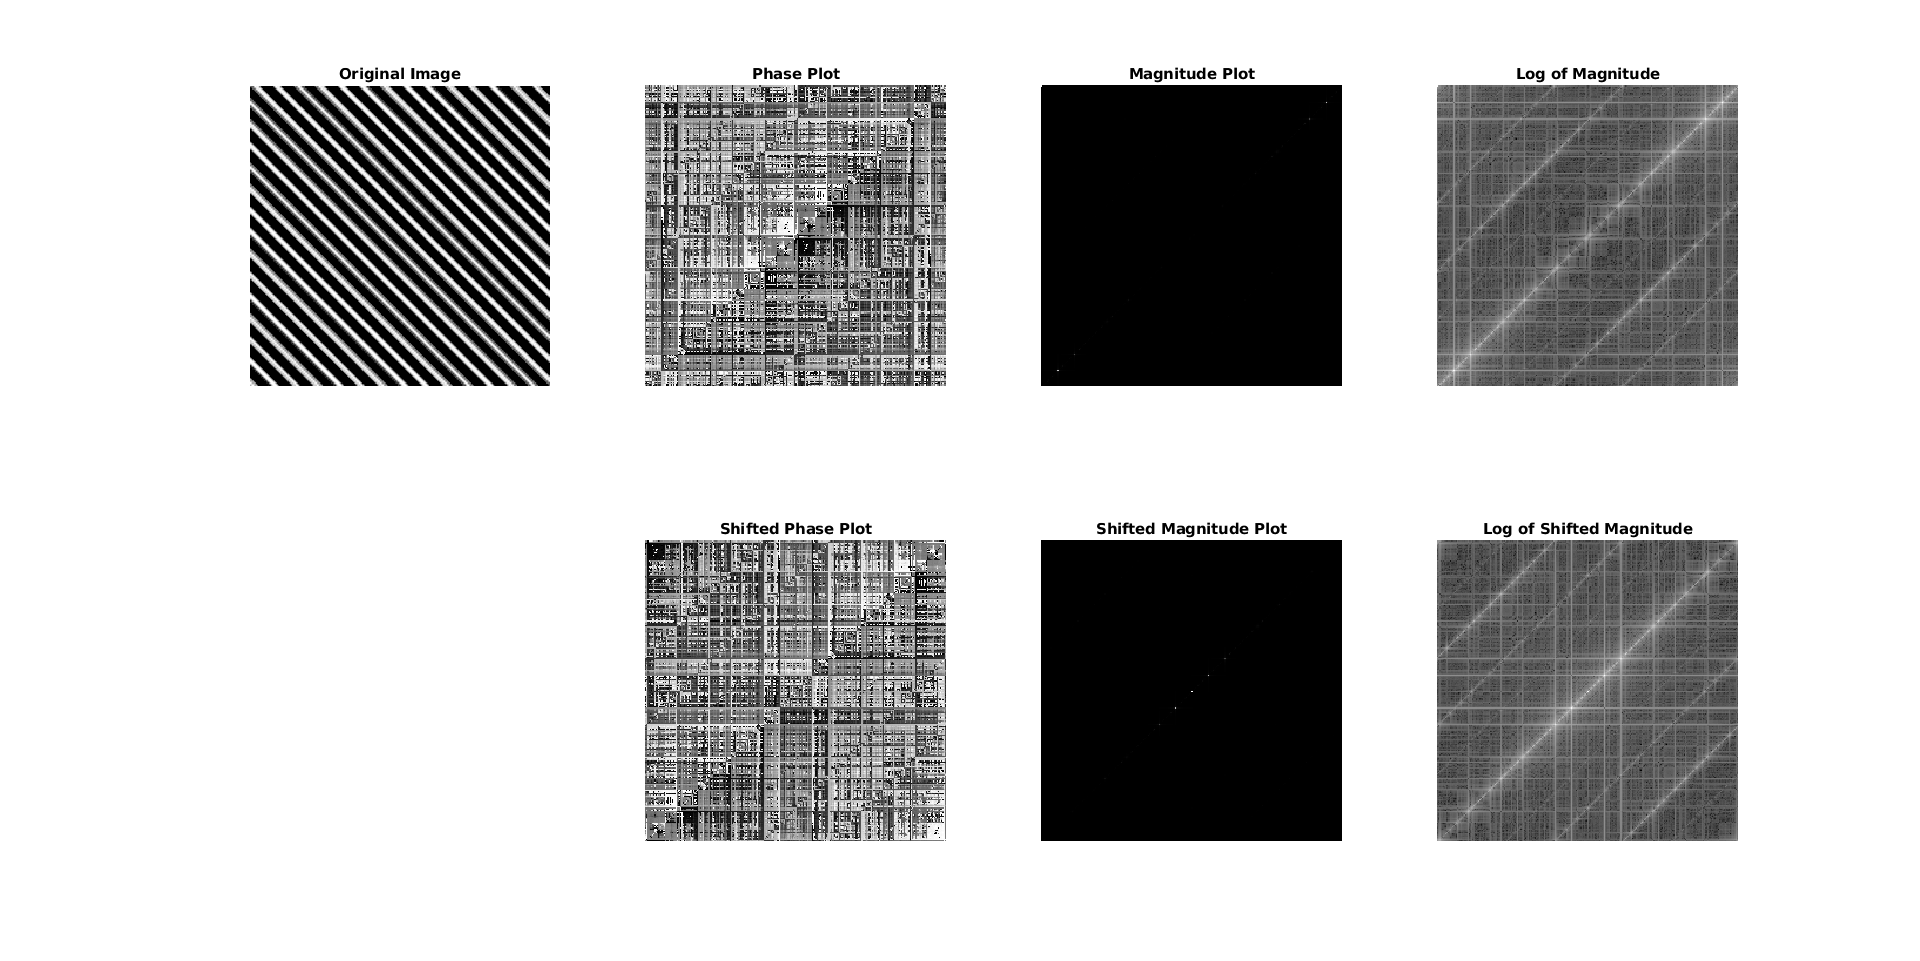 Original Image
Phase Plot
Magnitude Plot
Log of Magnitude
Shifted Phase Plot
Shifted Magnitude Plot
Log of Shifted Magnitude